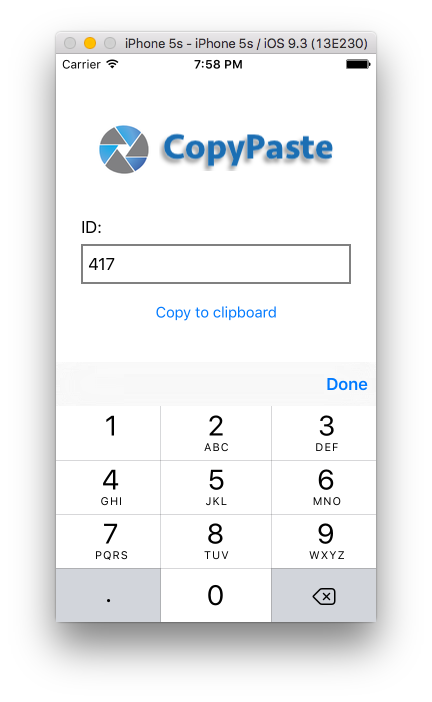 iPhone 5s - iPhone 5s / iOS 9.3 (13E230)
Carrier 7:58 PM
CopyPaste
ID:
417
Copy to clipboard
Done
1 2 3
ABC DEF
4 5 6
GHI JKL MNO
7 8 9
PQRS TUV WXYZ
. 0